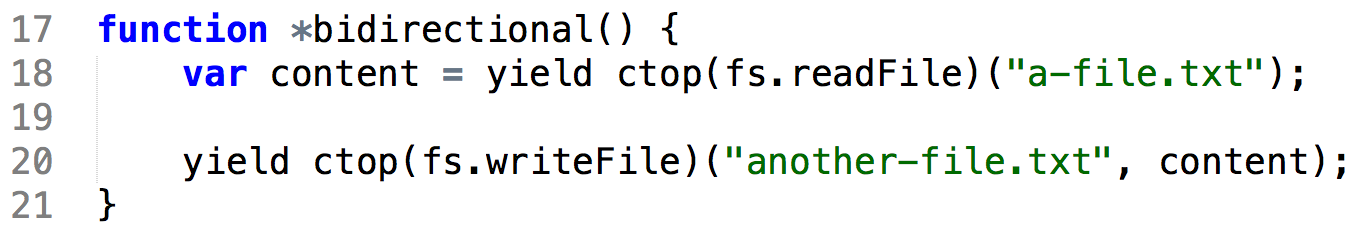 17 function *bidirectional() {
18     var content = yield ctop(fs.readFile)("a-file.txt");
19
20     yield ctop(fs.writeFile)("another-file.txt", content);
21 }